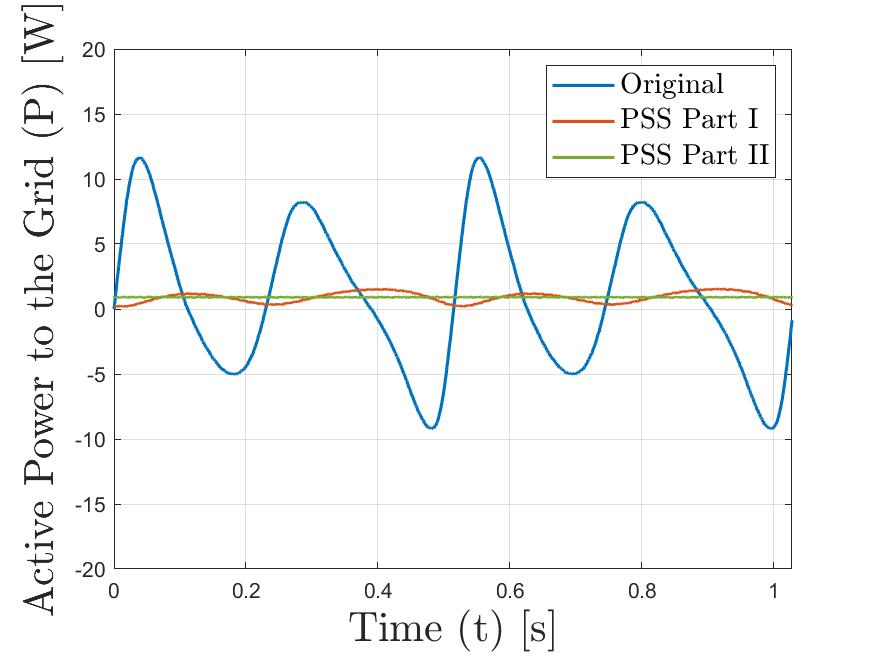 Active Power to the Grid (P) [W]
20
15
10
5
0
-5
-10
-15
-20
Original
PSS Part I
PSS Part II
0 0.2 0.4 0.6 0.8 1
Time (t) [s]